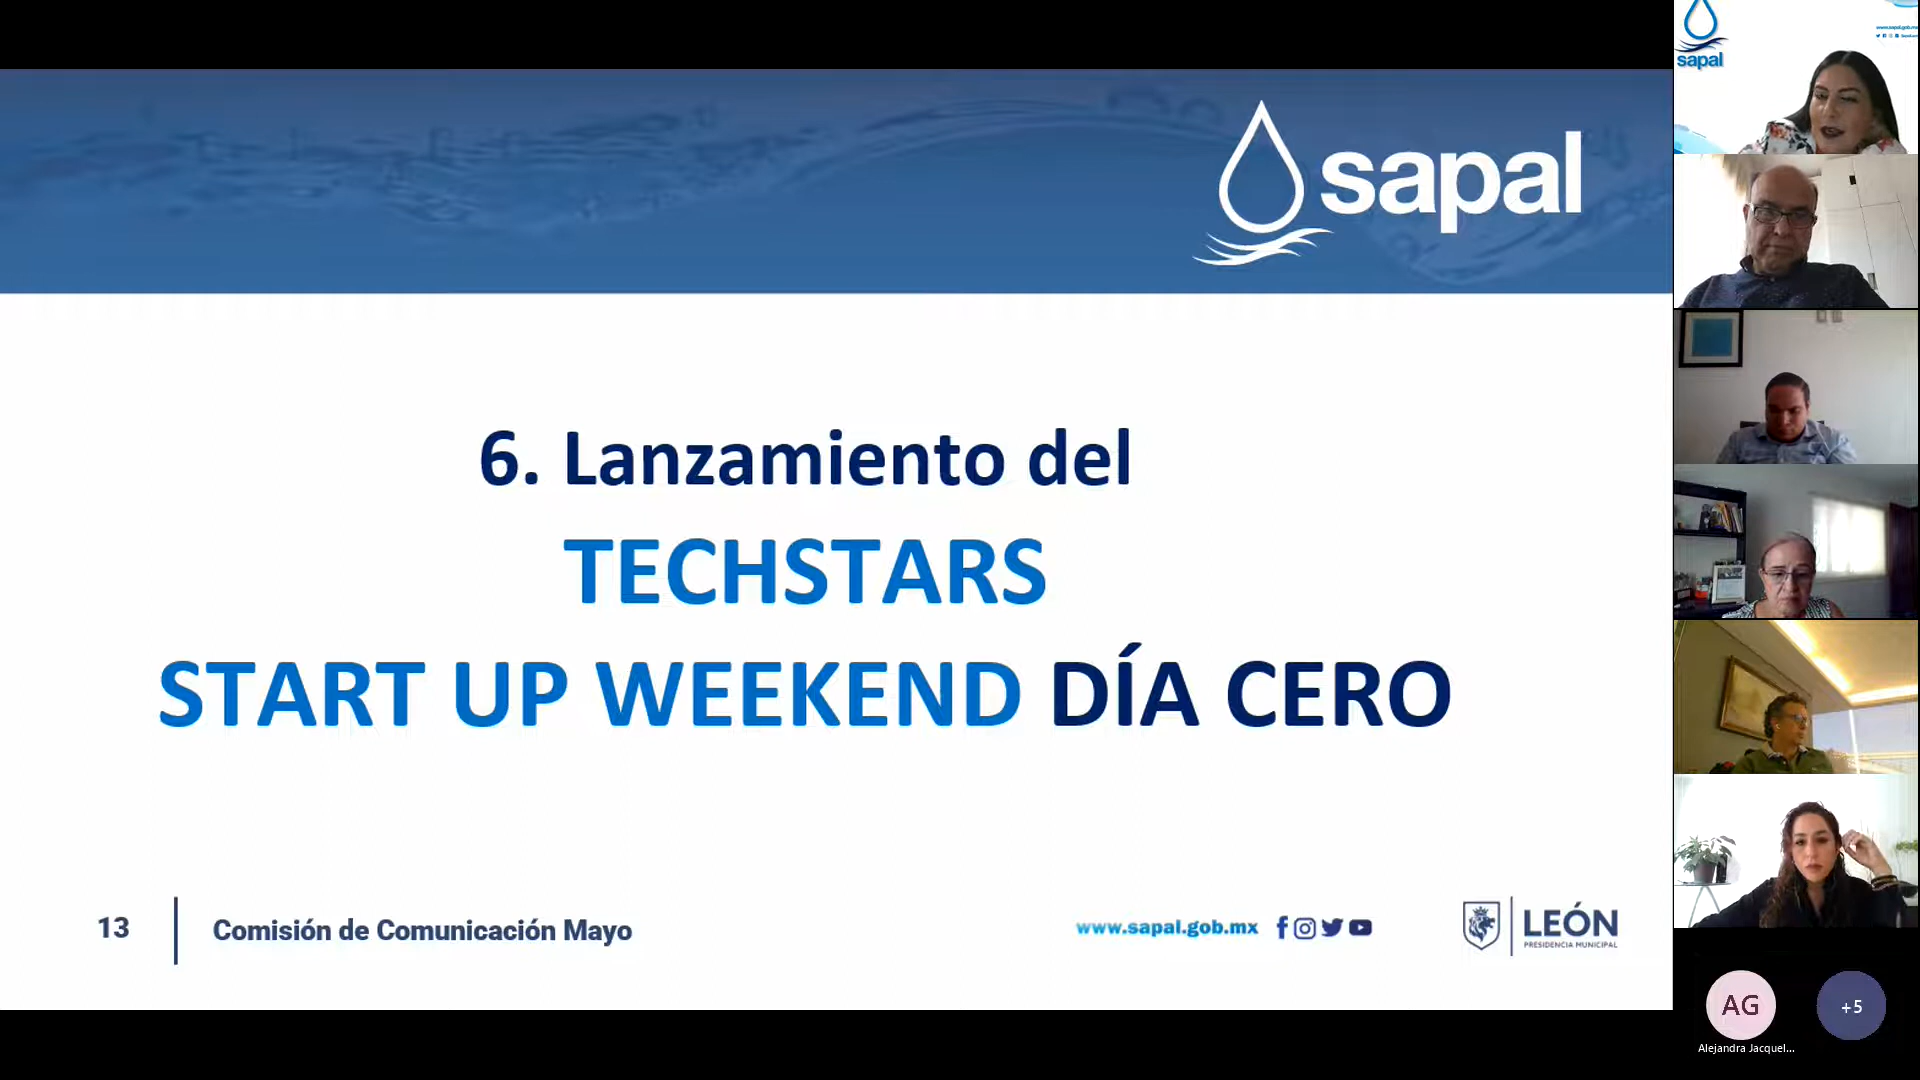 sapal
6. Lanzamiento del
TECHSTARS
START UP WEEKEND DÍA CERO
13
Comisión de Comunicación Mayo
www.sapal.gob.mx
LEÓN
PRESIDENCIA MUNICIPAL
sapal
AG
+5
Alejandra Jacquel...